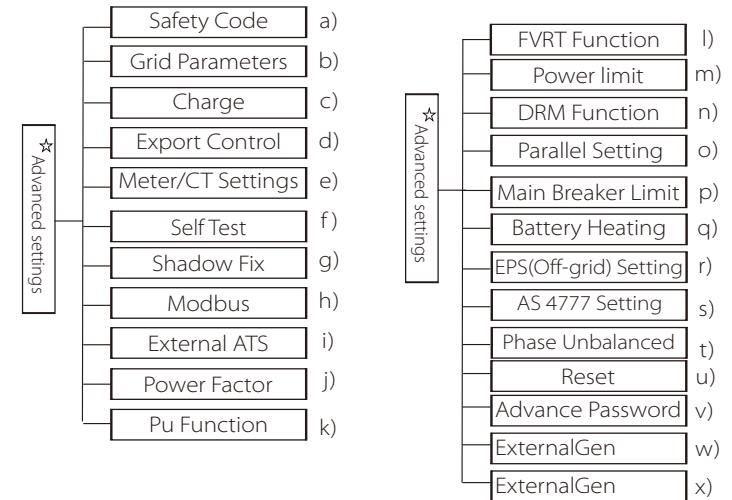 ☆ Advanced settings
Safety Code a)
Grid Parameters b)
Charge c)
Export Control d)
Meter/CT Settings e)
Self Test f)
Shadow Fix g)
Modbus h)
External ATS i)
Power Factor j)
Pu Function k)
☆ Advanced settings
FVRT Function l)
Power limit m)
DRM Function n)
Parallel Setting o)
Main Breaker Limit p)
Battery Heating q)
EPS(Off-grid) Setting r)
AS 4777 Setting s)
Phase Unbalanced t)
Reset u)
Advance Password v)
ExternalGen w)
ExternalGen x)